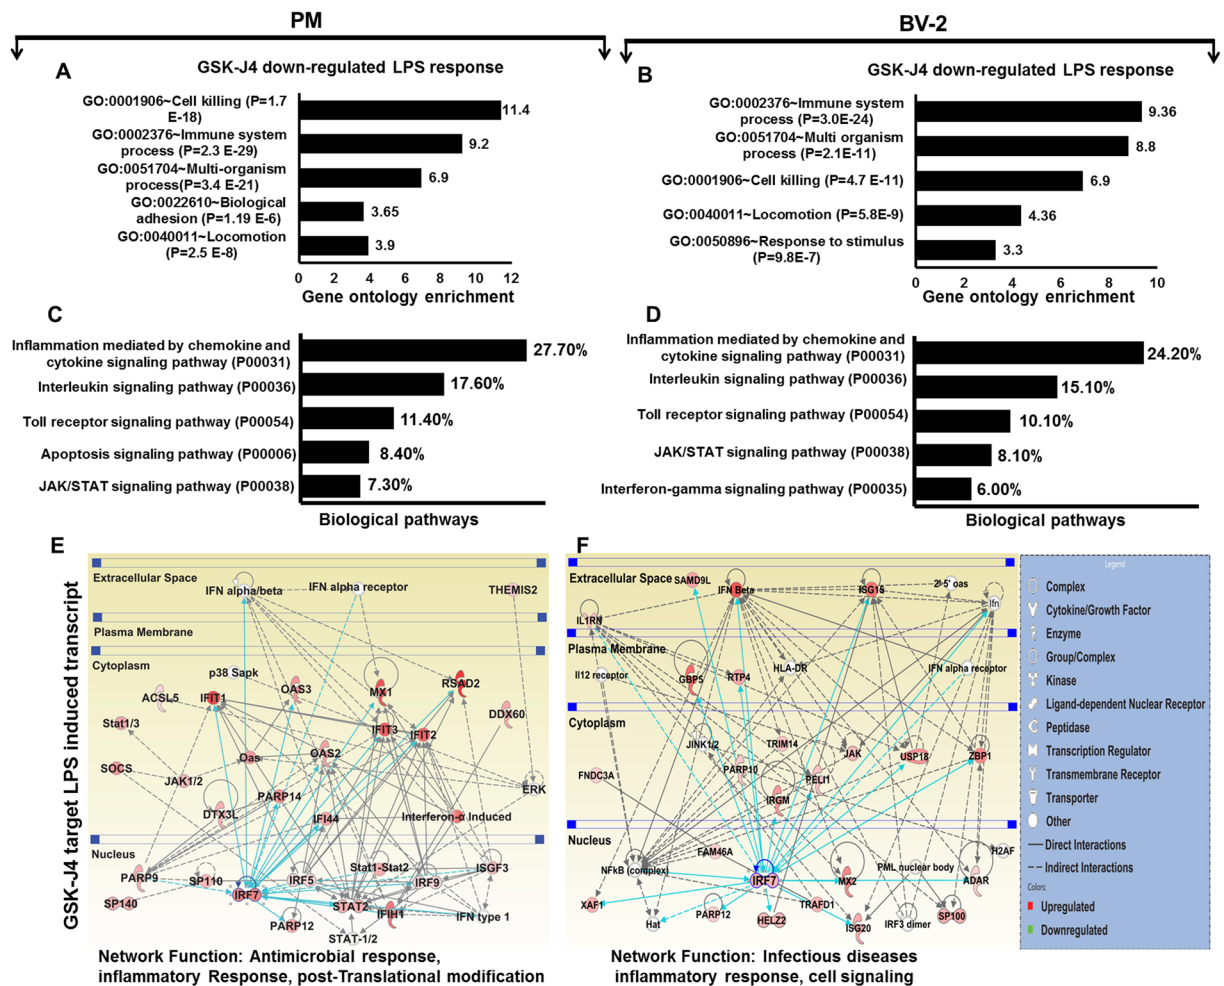 PM
BV-2
A
GSK-J4 down-regulated LPS response
GO:0001906~Cell killing (P=1.7
E-18)
11.4
GO:0002376~Immune system
process (P=2.3 E-29)
9.2
GO:0051704~Multi-organism
process(P=3.4 E-21)
6.9
GO:0022610~Biological
adhesion (P=1.19 E-6)
3.65
GO:0040011~Locomotion
(P=2.5 E-8)
3.9
0 2 4 6 8 10 12
Gene ontology enrichment
B
GSK-J4 down-regulated LPS response
GO:0002376~Immune system
process (P=3.0E-24)
9.36
GO:0051704~Multi organism
process (P=2.1E-11)
8.8
GO:0001906~Cell killing (P=4.7 E-11)
6.9
GO:0040011~Locomotion (P=5.8E-9)
4.36
GO:0050896~Response to stimulus
(P=9.8E-7)
3.3
0 2 4 6 8 10
Gene ontology enrichment
C
Inflammation mediated by chemokine and
cytokine signaling pathway (P00031)
27.70%
Interleukin signaling pathway (P00036)
17.60%
Toll receptor signaling pathway (P00054)
11.40%
Apoptosis signaling pathway (P00006)
8.40%
JAK/STAT signaling pathway (P00038)
7.30%
Biological pathways
D
Inflammation mediated by chemokine and
cytokine signaling pathway (P00031)
24.20%
Interleukin signaling pathway (P00036)
15.10%
Toll receptor signaling pathway (P00054)
10.10%
JAK/STAT signaling pathway (P00038)
8.10%
Interferon-gamma signaling pathway (P00035)
6.00%
Biological pathways
GSK-J4 target LPS induced transcript
E
Extracellular Space
IFN alpha/beta
IFN alpha receptor
THEMIS2
Plasma Membrane
Cytoplasm
p38 Sapk
ACSL5
IFIT1
OAS3
MX1
RSAD2
Stat1/3
IFIT3
IFIT2
DDX60
SOCS
Oas
OAS2
JAK1/2
PARP14
ERK
DTX3L
IFI44
Interferon-α Induced
Nucleus
PARP9
SP110
IRF7
IRF5
Stat1-Stat2
IRF9
ISGF3
SP140
STAT2
IFIH1
IFN type 1
PARP12
STAT-1/2
Network Function: Antimicrobial response,
inflammatory Response, post-Translational modification
F
Extracellular Space
SAMD9L
IFN Beta
ISG15
2'-5' oas
Ifn
IL1RN
Plasma Membrane
Il12 receptor
GBP5
RTP4
HLA-DR
IFN alpha receptor
Cytoplasm
JINK1/2
TRIM14
JAK
USP18
ZBP1
FNDC3A
PARP10
PELI1
IRGM
Nucleus
FAM46A
H2AF
NFkB (complex)
IRF7
MX2
PML nuclear body
ADAR
XAF1
Hat
PARP12
HELZ2
TRAFD1
ISG20
IRF3 dimer
SP100
Network Function: Infectious diseases
inflammatory response, cell signaling
Legend
Complex
Cytokine/Growth Factor
Enzyme
Group/Complex
Kinase
Ligand-dependent Nuclear Receptor
Peptidase
Transcription Regulator
Transmembrane Receptor
Transporter
Other
Direct Interactions
Indirect Interactions
Colors:
Upregulated
Downregulated